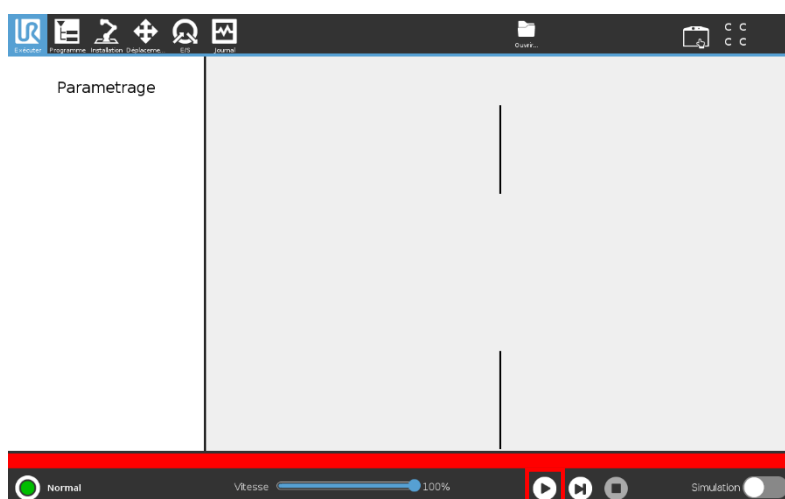 UR
Exécuter
Programme
Installation
Déplaceme...
E/S
Journal
Ouvrir...
C C
C C
Parametrage
Normal
Vitesse
100%
Simulation